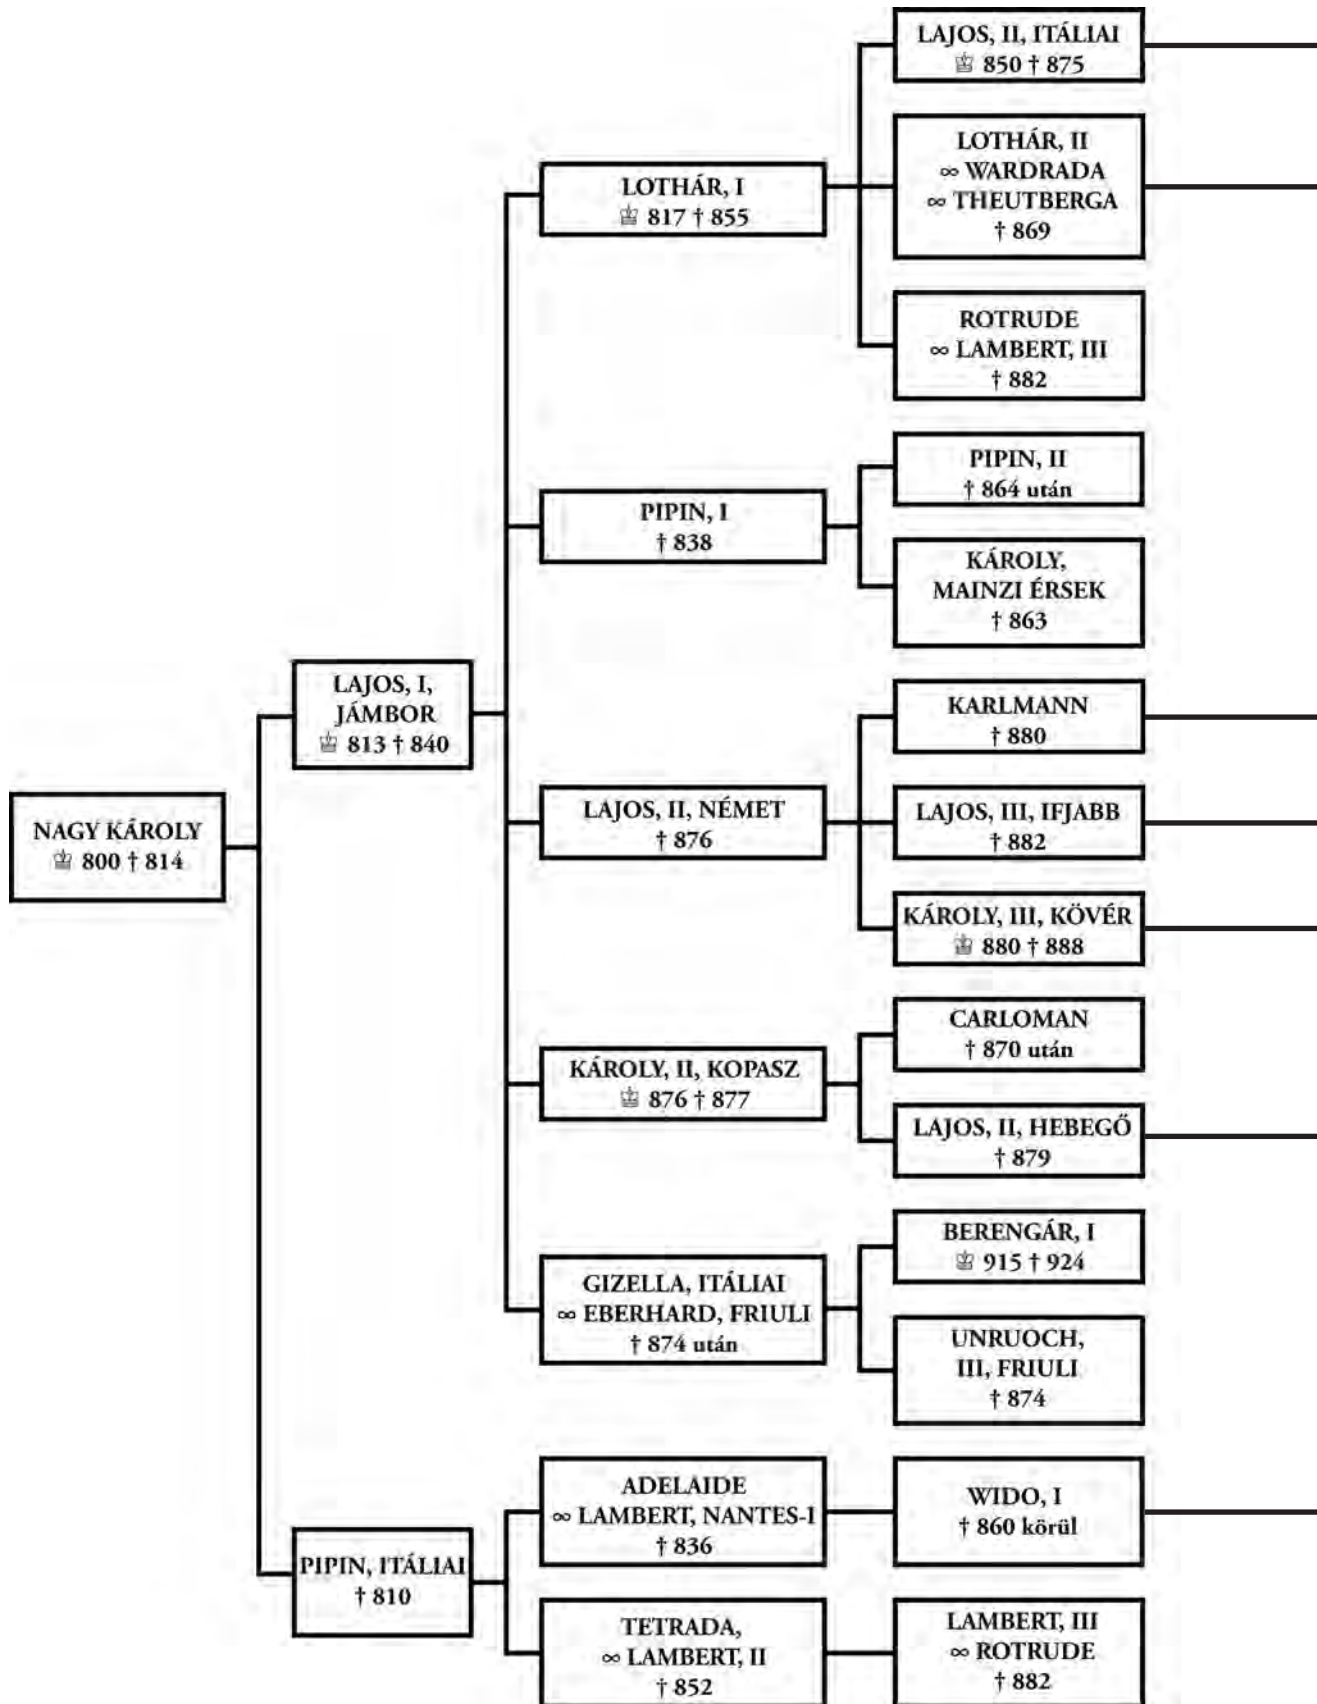 LAJOS, II, ITÁLIAI
♔ 850 † 875
LOTHÁR, II
∞ WARDRADA
∞ THEUTBERGA
† 869
LOTHÁR, I
♔ 817 † 855
ROTRUDE
∞ LAMBERT, III
† 882
PIPIN, II
† 864 után
PIPIN, I
† 838
KÁROLY,
MAINZI ÉRSEK
† 863
LAJOS, I,
JÁMBOR
♔ 813 † 840
KARLMANN
† 880
NAGY KÁROLY
♔ 800 † 814
LAJOS, II, NÉMET
† 876
LAJOS, III, IFJABB
† 882
KÁROLY, III, KÖVÉR
♔ 880 † 888
CARLOMAN
† 870 után
KÁROLY, II, KOPASZ
♔ 876 † 877
LAJOS, II, HEBEGŐ
† 879
BERENGÁR, I
♔ 915 † 924
GIZELLA, ITÁLIAI
∞ EBERHARD, FRIULI
† 874 után
UNRUOCH,
III, FRIULI
† 874
ADELAIDE
∞ LAMBERT, NANTES-I
† 836
WIDO, I
† 860 körül
PIPIN, ITÁLIAI
† 810
TETRADA,
∞ LAMBERT, II
† 852
LAMBERT, III
∞ ROTRUDE
† 882